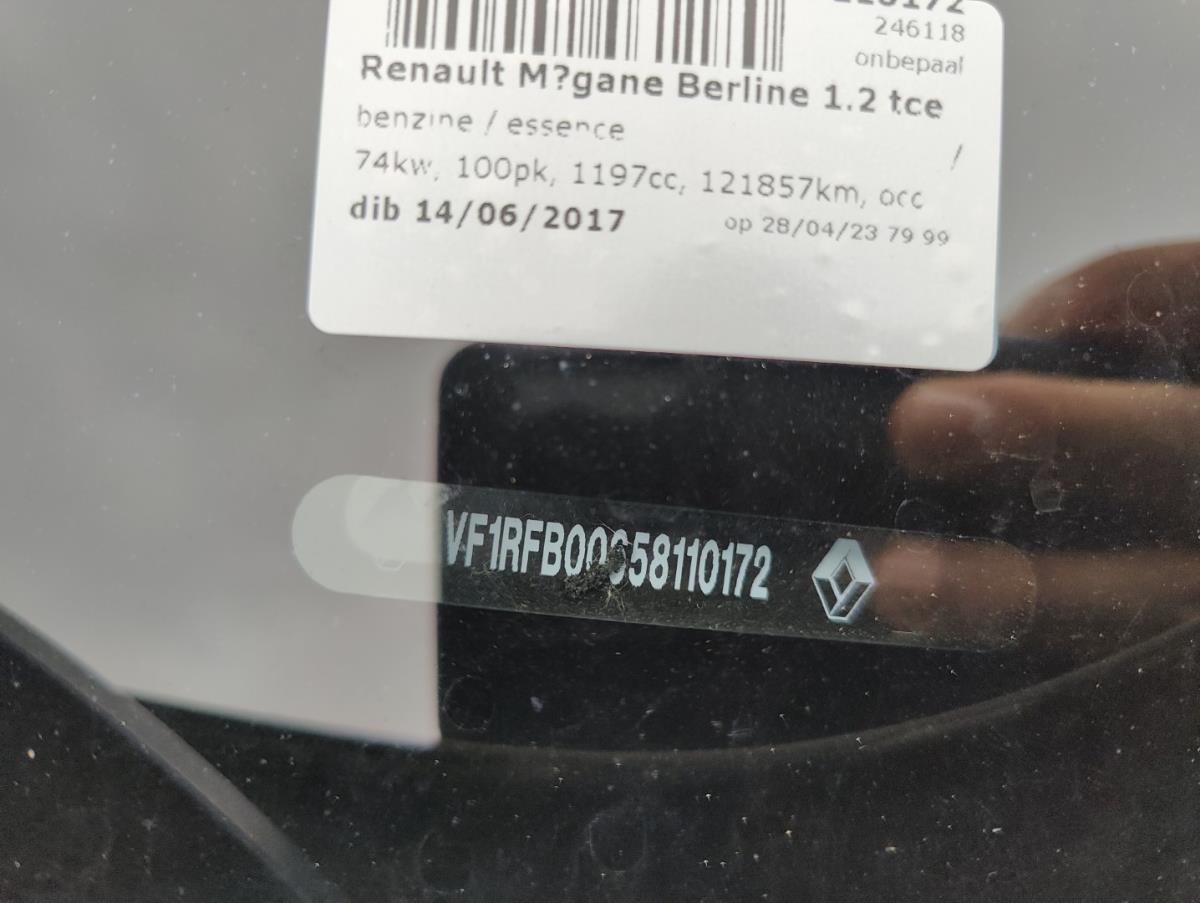 246118
onbepaal
Renault M?gane Berline 1.2 tce
benzine / essence /
74kw, 100pk, 1197cc, 121857km, occ
dib 14/06/2017 op 28/04/23 79 99
VF1RFB00658110172